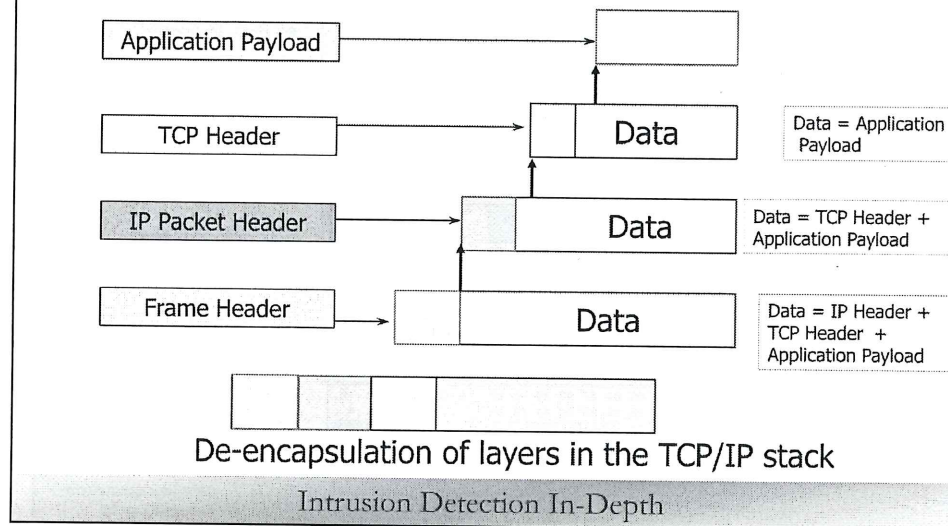 Application Payload
TCP Header
Data
Data = Application
Payload
IP Packet Header
Data
Data = TCP Header +
Application Payload
Frame Header
Data
Data = IP Header +
TCP Header +
Application Payload
De-encapsulation of layers in the TCP/IP stack
Intrusion Detection In-Depth